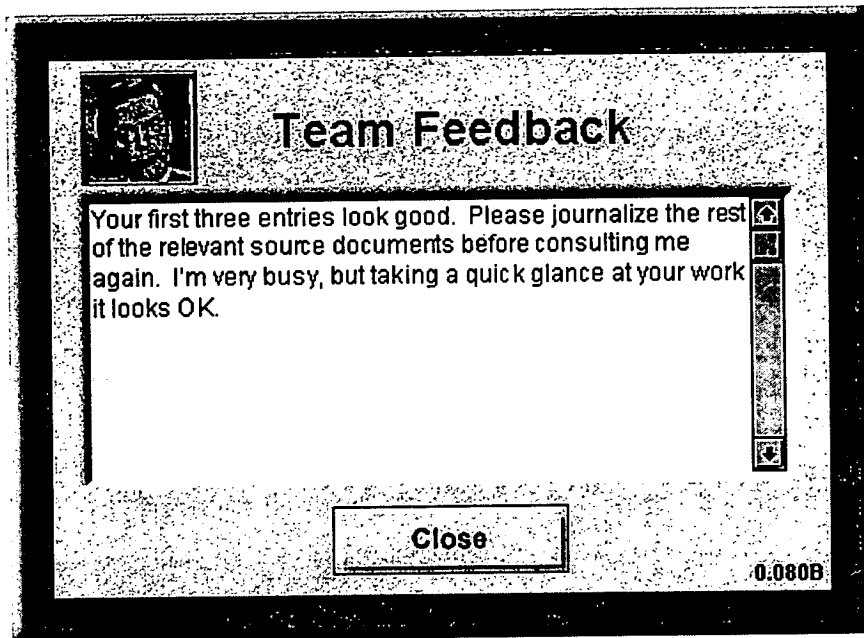 Team Feedback
Your first three entries look good. Please journalize the rest
of the relevant source documents before consulting me
again. I'm very busy, but taking a quick glance at your work
it looks OK.
Close
0.080B